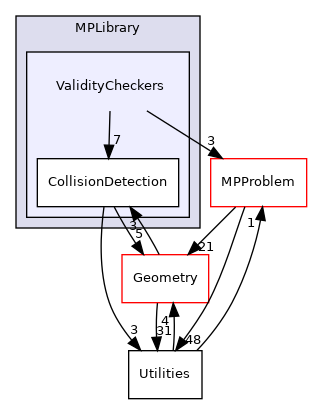 MPLibrary
ValidityCheckers
7
3
CollisionDetection
MPProblem
3
5
1
21
Geometry
4
31
3
48
Utilities